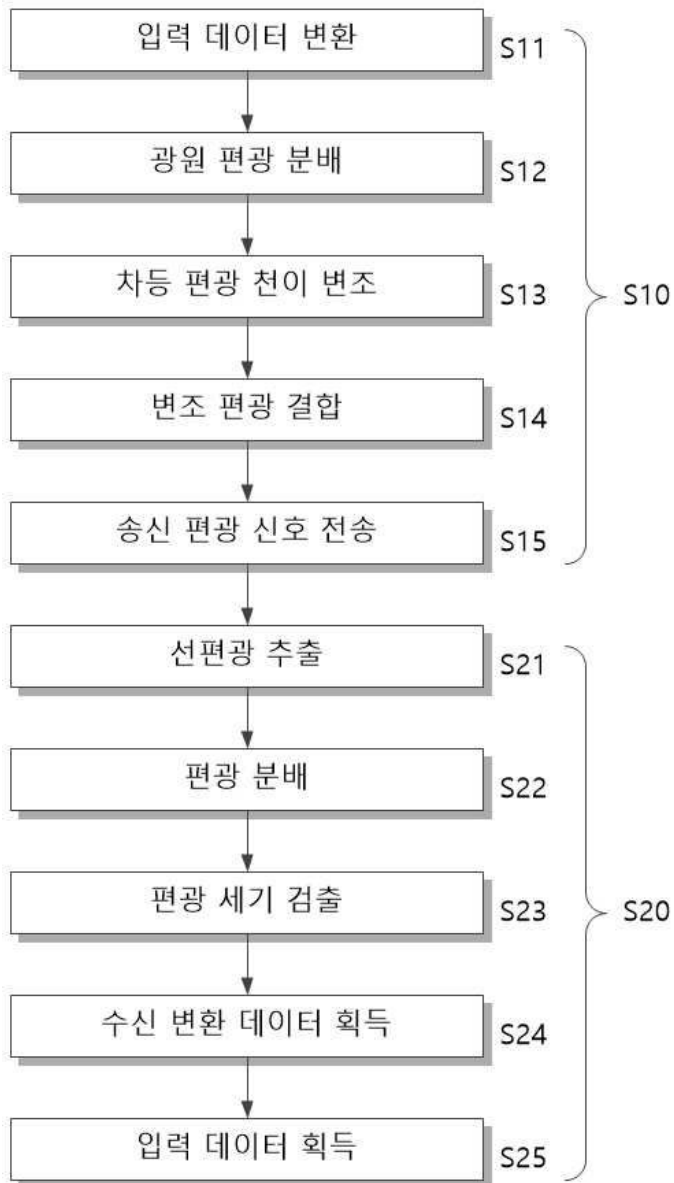 입력 데이터 변환
S11
광원 편광 분배
S12
차등 편광 천이 변조
S13
S10
변조 편광 결합
S14
송신 편광 신호 전송
S15
선편광 추출
S21
편광 분배
S22
편광 세기 검출
S23
S20
수신 변환 데이터 획득
S24
입력 데이터 획득
S25